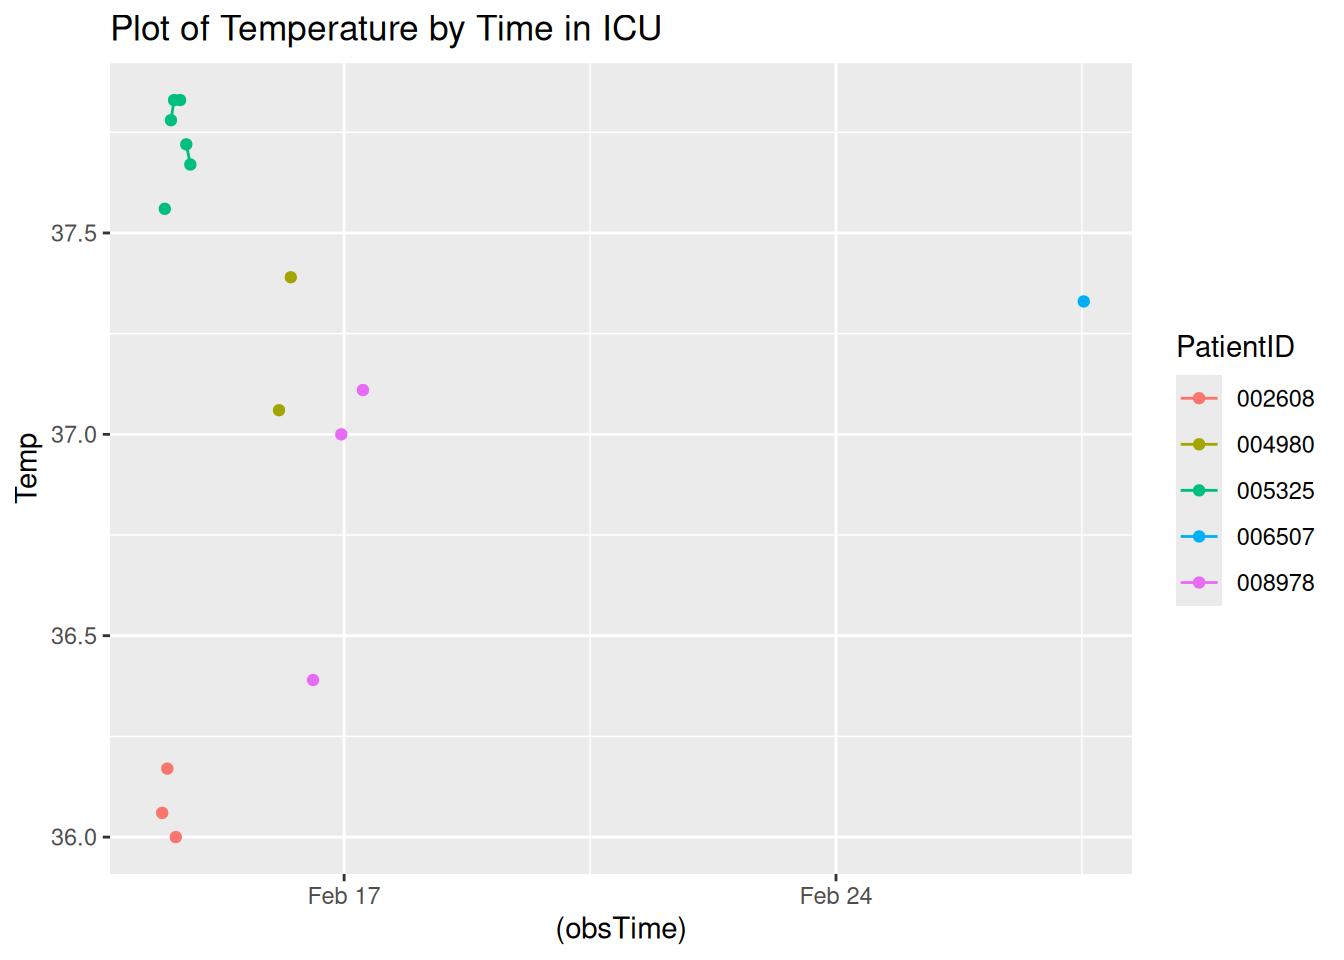 Plot of Temperature by Time in ICU
Temp
37.5
37.0
36.5
36.0
Feb 17
Feb 24
(obsTime)
PatientID
002608
004980
005325
006507
008978